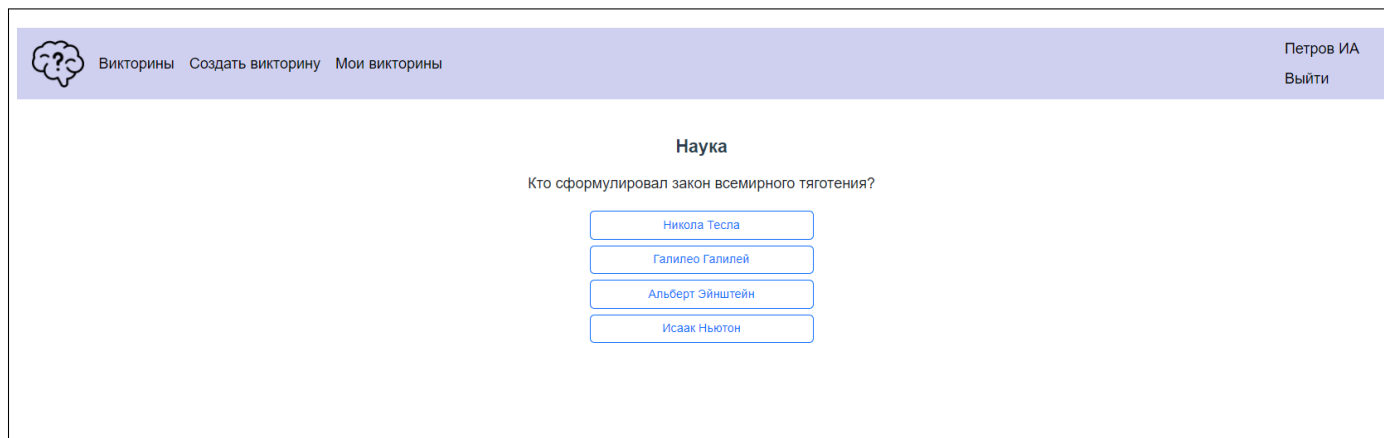 Викторины Создать викторину Мои викторины
Петров ИА
Выйти
Наука
Кто сформулировал закон всемирного тяготения?
Никола Тесла
Галилео Галилей
Альберт Эйнштейн
Исаак Ньютон